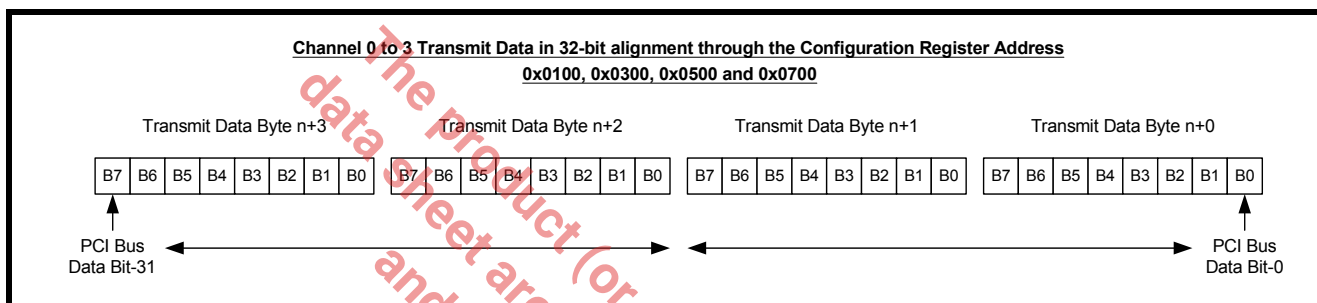 Channel 0 to 3 Transmit Data in 32-bit alignment through the Configuration Register Address
0x0100, 0x0300, 0x0500 and 0x0700
Transmit Data Byte n+3 Transmit Data Byte n+2 Transmit Data Byte n+1 Transmit Data Byte n+0
B7 B6 B5 B4 B3 B2 B1 B0 B7 B6 B5 B4 B3 B2 B1 B0 B7 B6 B5 B4 B3 B2 B1 B0 B7 B6 B5 B4 B3 B2 B1 B0
PCI Bus PCI Bus
Data Bit-31 Data Bit-0
The product (or
data sheet are
and